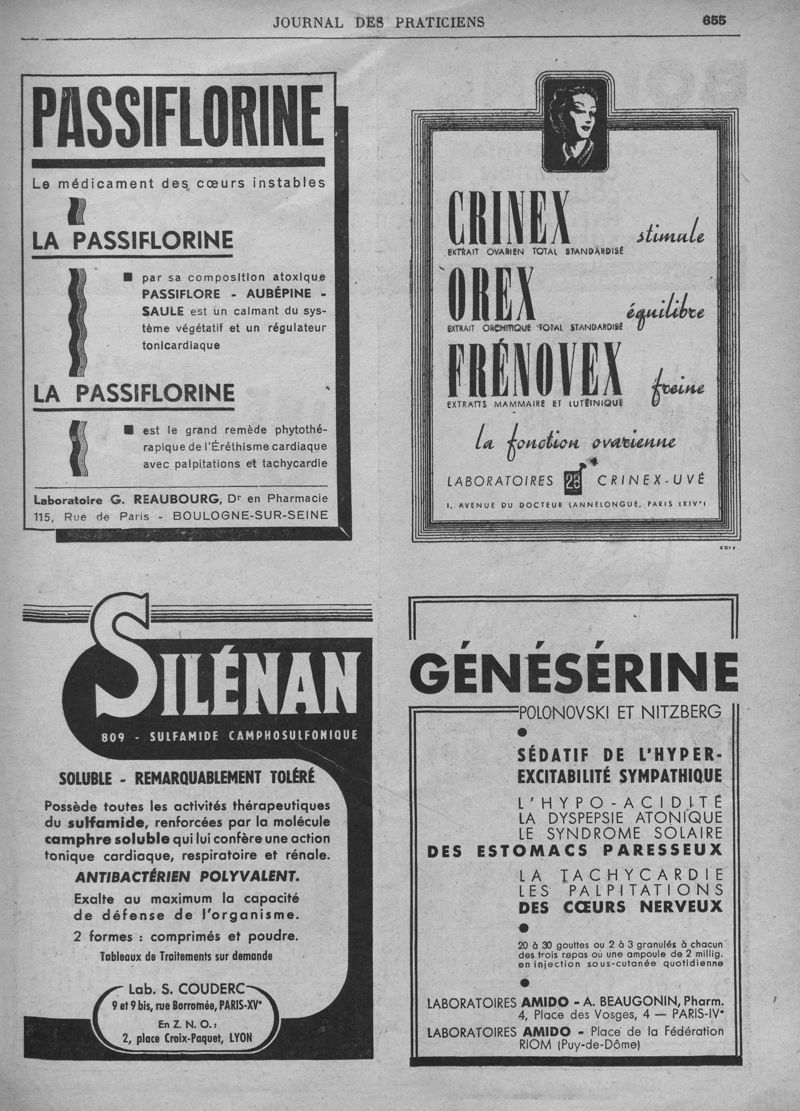 JOURNAL DES PRATICIENS
655
PASSIFLORINE
Le médicament des cœurs instables
LA PASSIFLORINE
par sa composition atoxique
PASSIFLORE - AUBÉPINE -
SAULE est un calmant du sys-
tème végétatif et un régulateur
tonicardiaque
LA PASSIFLORINE
est le grand remède phytothé-
rapique de l'Éréthisme cardiaque
avec palpitations et tachycardie
Laboratoire G. REAUBOURG, Dr en Pharmacie
115, Rue de Paris - BOULOGNE-SUR-SEINE
CRINEX stimule
EXTRAIT OVARIEN TOTAL STANDARDISÉ
OREX équilibre
EXTRAIT ORCHITIQUE TOTAL STANDARDISÉ
FRÉNOVEX freine
EXTRAITS MAMMAIRE ET LUTÉINIQUE
la fonction ovarienne
LABORATOIRES 23 CRINEX-UVÉ
1, AVENUE DU DOCTEUR LANNELONGUE, PARIS (XIVe)
SILÉNAN
809 - SULFAMIDE CAMPHOSULFONIQUE
SOLUBLE - REMARQUABLEMENT TOLÉRÉ
Possède toutes les activités thérapeutiques
du sulfamide, renforcées par la molécule
camphre soluble qui lui confère une action
tonique cardiaque, respiratoire et rénale.
ANTIBACTÉRIEN POLYVALENT.
Exalte au maximum la capacité
de défense de l'organisme.
2 formes : comprimés et poudre.
Tableaux de Traitements sur demande
Lab. S. COUDERC
9 et 9 bis, rue Borromée, PARIS-XVe
En Z. N. O. :
2, place Croix-Paquet, LYON
GÉNÉSÉRINE
POLONOVSKI ET NITZBERG
SÉDATIF DE L'HYPER-
EXCITABILITÉ SYMPATHIQUE
L'HYPO-ACIDITÉ
LA DYSPEPSIE ATONIQUE
LE SYNDROME SOLAIRE
DES ESTOMACS PARESSEUX
LA TACHYCARDIE
LES PALPITATIONS
DES CŒURS NERVEUX
20 à 30 gouttes ou 2 à 3 granulés à chacun
des trois repas ou une ampoule de 2 millig.
en injection sous-cutanée quotidienne
LABORATOIRES AMIDO - A. BEAUGONIN, Pharm.
4, Place des Vosges, 4 — PARIS-IVe
LABORATOIRES AMIDO - Place de la Fédération
RIOM (Puy-de-Dôme)